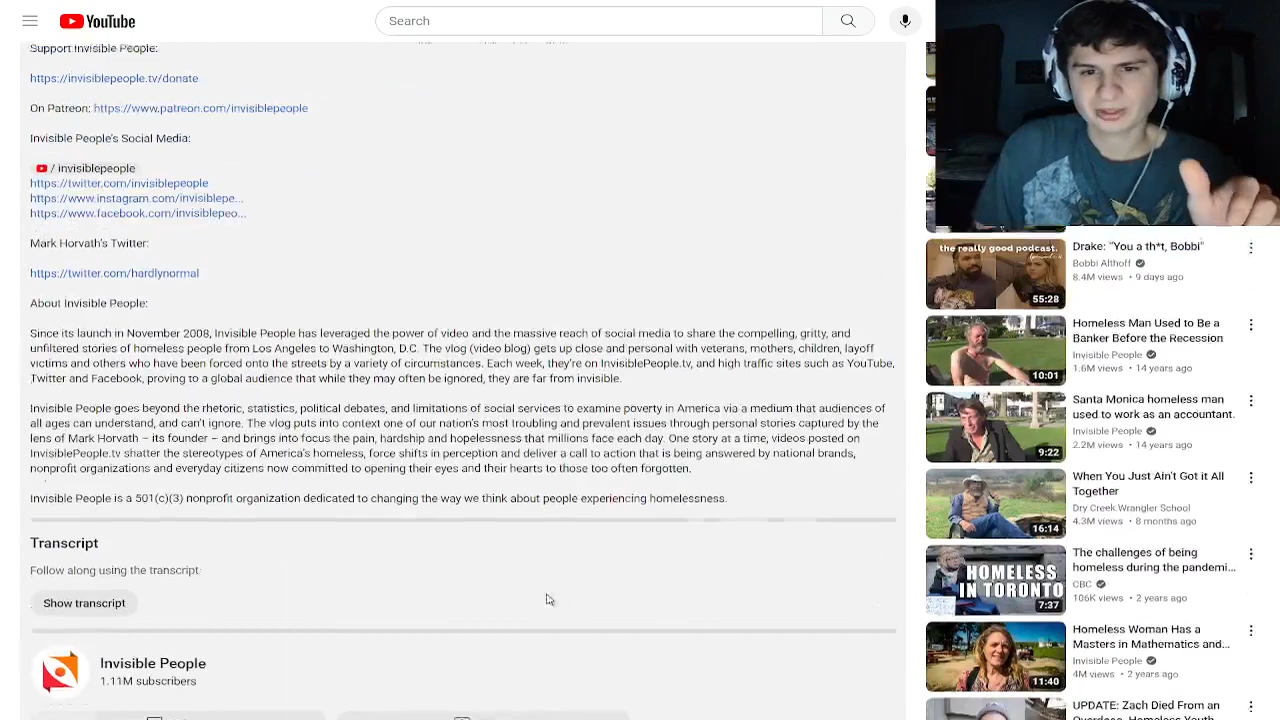 YouTube
Search
Support Invisible People:
https://invisiblepeople.tv/donate
On Patreon: https://www.patreon.com/invisiblepeople
Invisible People's Social Media:
/ invisiblepeople
https://twitter.com/invisiblepeople
https://www.instagram.com/invisiblepe...
https://www.facebook.com/invisiblepeo...
Mark Horvath's Twitter:
https://twitter.com/hardlynormal
About Invisible People:
Since its launch in November 2008, Invisible People has leveraged the power of video and the massive reach of social media to share the compelling, gritty, and
unfiltered stories of homeless people from Los Angeles to Washington, D.C. The vlog (video blog) gets up close and personal with veterans, mothers, children, layoff
victims and others who have been forced onto the streets by a variety of circumstances. Each week, they're on InvisiblePeople.tv, and high traffic sites such as YouTube,
Twitter and Facebook, proving to a global audience that while they may often be ignored, they are far from invisible.
Invisible People goes beyond the rhetoric, statistics, political debates, and limitations of social services to examine poverty in America via a medium that audiences of
all ages can understand, and can't ignore. The vlog puts into context one of our nation's most troubling and prevalent issues through personal stories captured by the
lens of Mark Horvath – its founder – and brings into focus the pain, hardship and hopelessness that millions face each day. One story at a time, videos posted on
InvisiblePeople.tv shatter the stereotypes of America's homeless, force shifts in perception and deliver a call to action that is being answered by national brands,
nonprofit organizations and everyday citizens now committed to opening their eyes and their hearts to those too often forgotten.
Invisible People is a 501(c)(3) nonprofit organization dedicated to changing the way we think about people experiencing homelessness.
Transcript
Follow along using the transcript.
Show transcript
Invisible People
1.11M subscribers
the really good podcast.
55:28
Drake: "You a th*t, Bobbi"
Bobbi Althoff
8.4M views • 9 days ago
10:01
Homeless Man Used to Be a
Banker Before the Recession
Invisible People
1.6M views • 14 years ago
9:22
Santa Monica homeless man
used to work as an accountant.
Invisible People
2.2M views • 14 years ago
16:14
When You Just Ain't Got it All
Together
Dry Creek Wrangler School
4.3M views • 8 months ago
HOMELESS
IN TORONTO
7:37
The challenges of being
homeless during the pandemi...
CBC
106K views • 2 years ago
11:40
Homeless Woman Has a
Masters in Mathematics and...
Invisible People
4M views • 2 years ago
UPDATE: Zach Died From an
Overdose. Homeless Youth